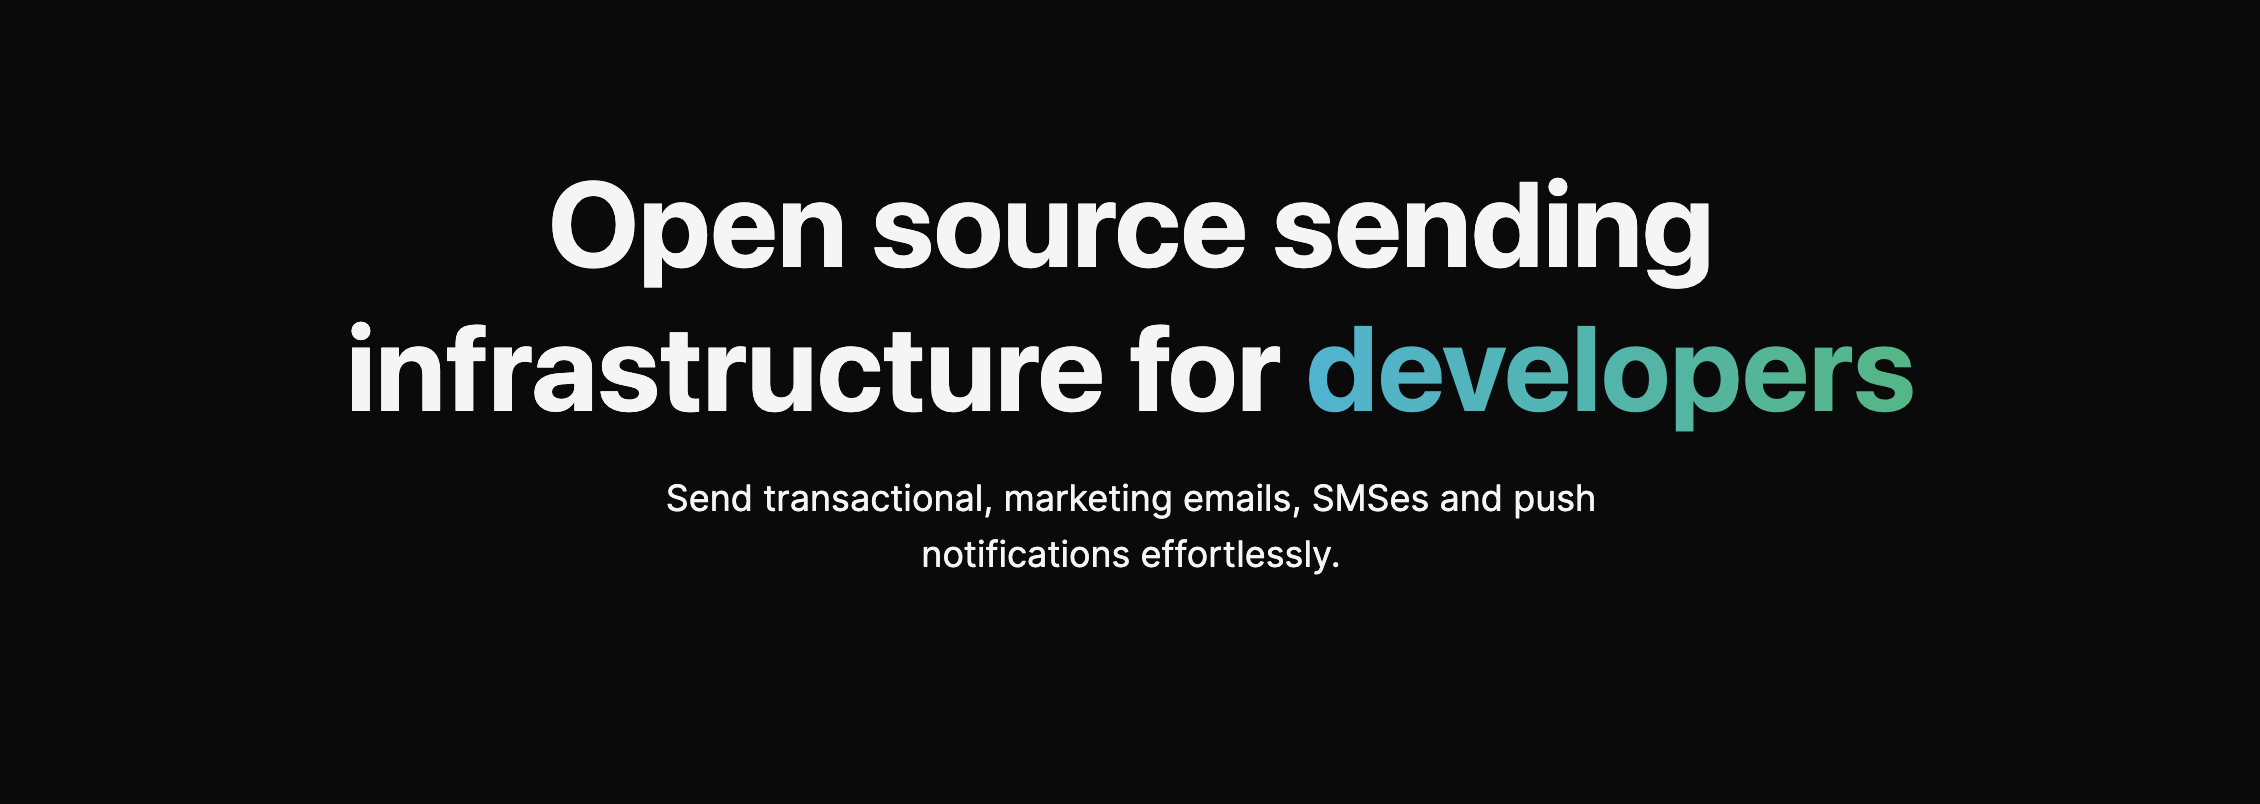 Open source sending
infrastructure for developers
Send transactional, marketing emails, SMSes and push
notifications effortlessly.